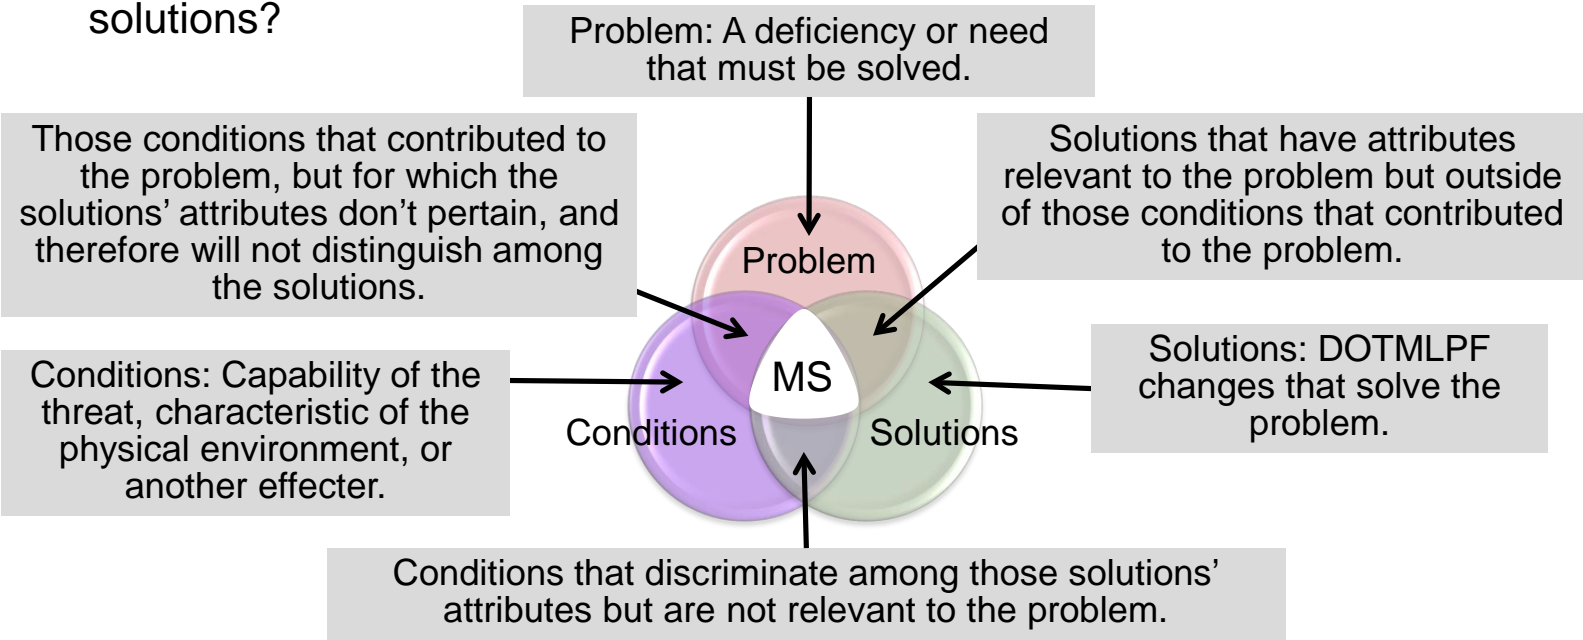 solutions?
Problem: A deficiency or need
that must be solved.
Those conditions that contributed to
the problem, but for which the
solutions’ attributes don’t pertain, and
therefore will not distinguish among
the solutions.
Solutions that have attributes
relevant to the problem but outside
of those conditions that contributed
to the problem.
Problem
MS
Conditions
Solutions
Conditions: Capability of the
threat, characteristic of the
physical environment, or
another effecter.
Solutions: DOTMLPF
changes that solve the
problem.
Conditions that discriminate among those solutions’
attributes but are not relevant to the problem.